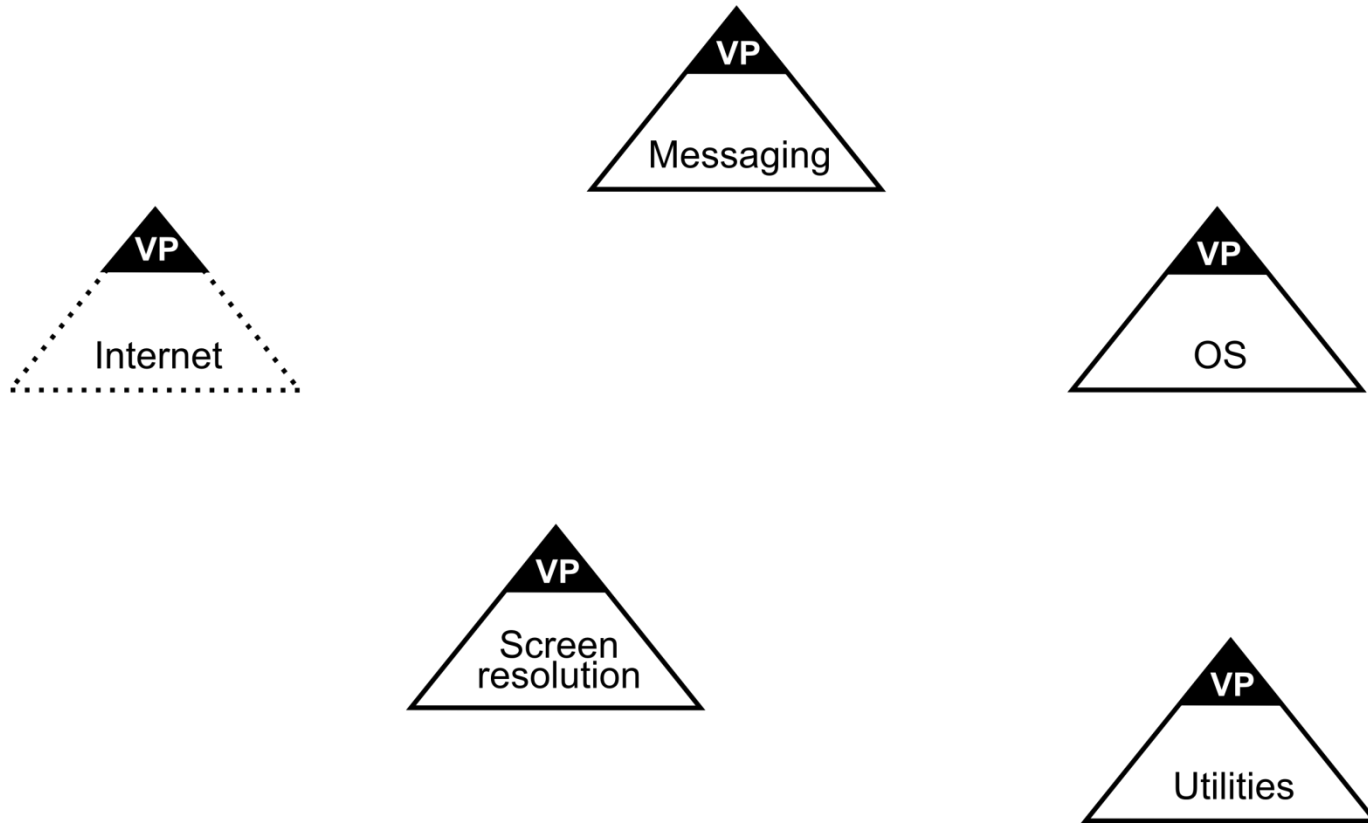 VP
Messaging
VP
Internet
VP
OS
VP
Screen
resolution
VP
Utilities